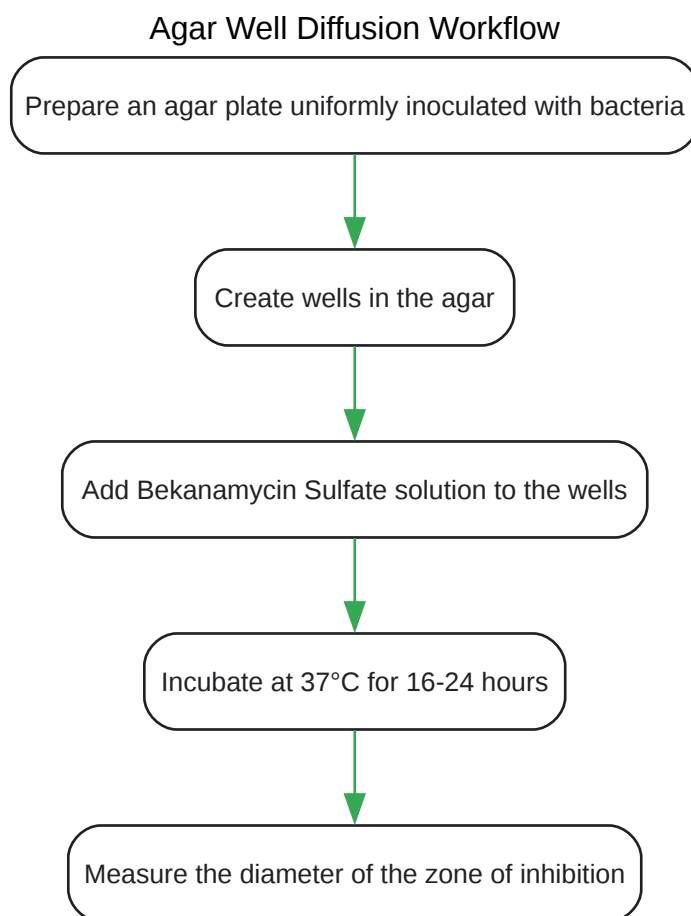 Agar Well Diffusion Workflow
Prepare an agar plate uniformly inoculated with bacteria
Create wells in the agar
Add Bekanamycin Sulfate solution to the wells
Incubate at 37°C for 16-24 hours
Measure the diameter of the zone of inhibition